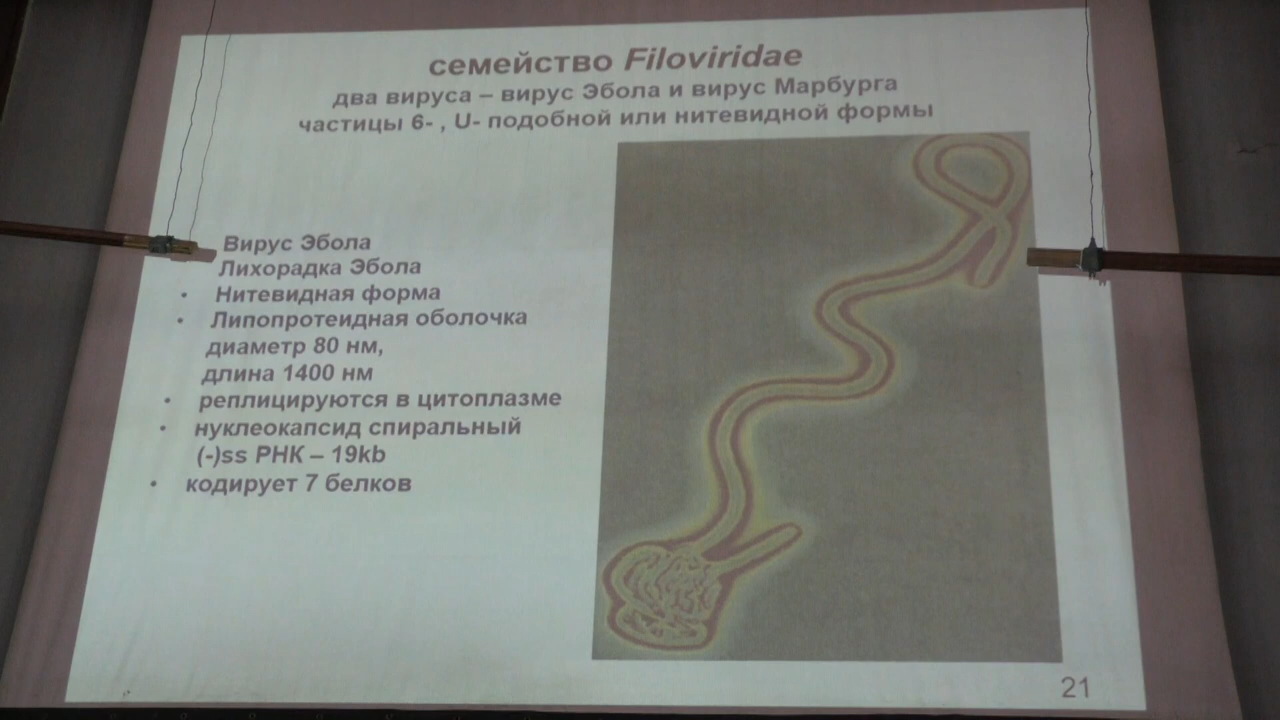 семейство Filoviridae
два вируса – вирус Эбола и вирус Марбурга
частицы 6- , U- подобной или нитевидной формы
Вирус Эбола
Лихорадка Эбола
• Нитевидная форма
• Липопротеидная оболочка
диаметр 80 нм,
длина 1400 нм
• реплицируются в цитоплазме
• нуклеокапсид спиральный
(-)ss РНК – 19kb
• кодирует 7 белков
21